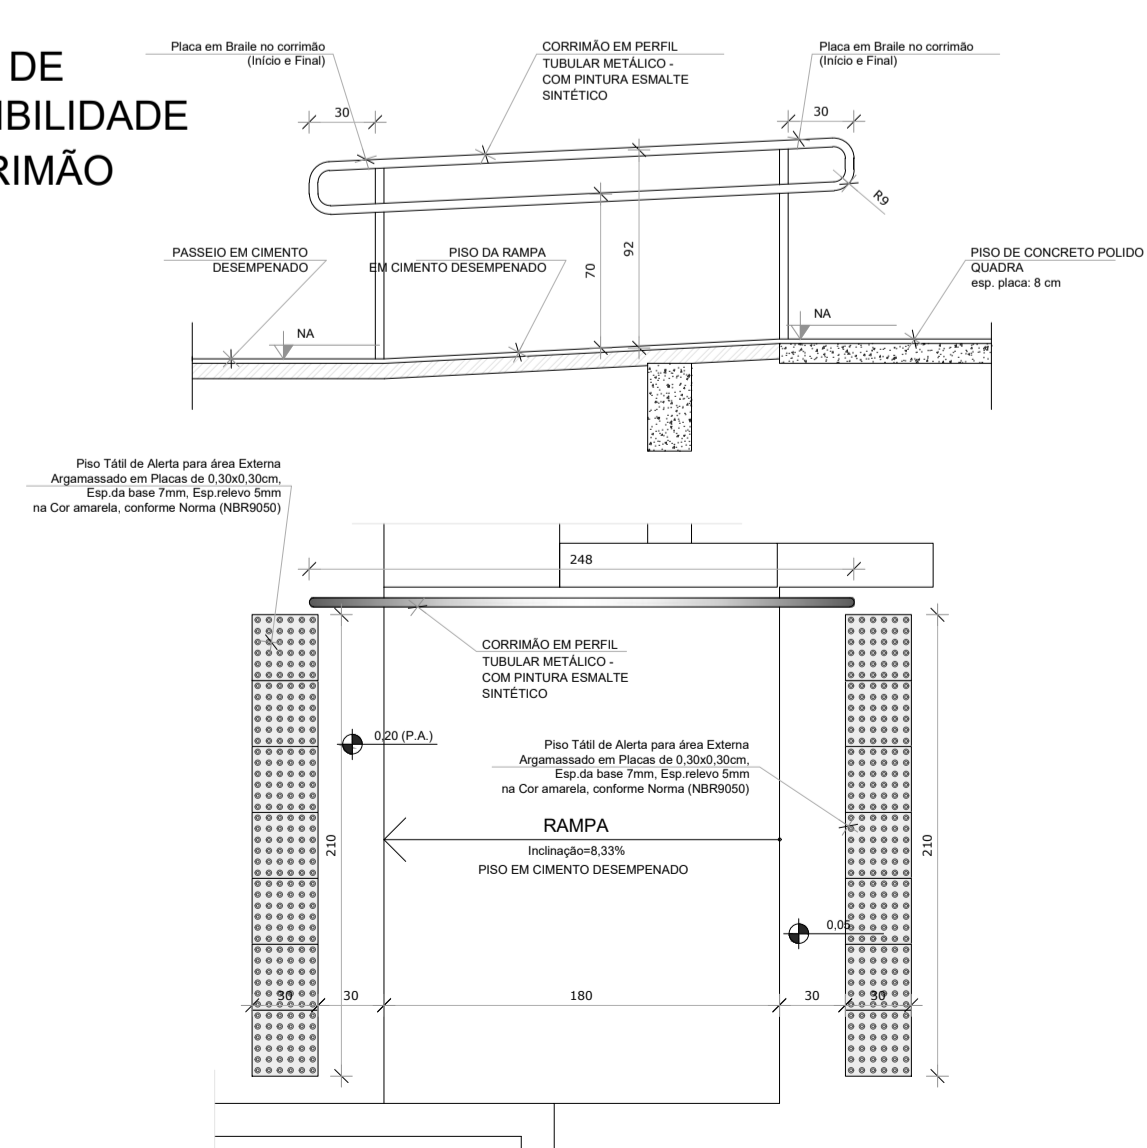 DE
IBILIDADE
RIMÃO
Placa em Braile no corrimão
(Início e Final)
CORRIMÃO EM PERFIL
TUBULAR METÁLICO -
COM PINTURA ESMALTE
SINTÉTICO
Placa em Braile no corrimão
(Início e Final)
30
30
R9
92
70
PASSEIO EM CIMENTO
DESEMPENADO
PISO DA RAMPA
EM CIMENTO DESEMPENADO
PISO DE CONCRETO POLIDO
QUADRA
esp. placa: 8 cm
NA
NA
Piso Tátil de Alerta para área Externa
Argamassado em Placas de 0,30x0,30cm,
Esp.da base 7mm, Esp.relevo 5mm
na Cor amarela, conforme Norma (NBR9050)
248
CORRIMÃO EM PERFIL
TUBULAR METÁLICO -
COM PINTURA ESMALTE
SINTÉTICO
0,20 (P.A.)
Piso Tátil de Alerta para área Externa
Argamassado em Placas de 0,30x0,30cm,
Esp.da base 7mm, Esp.relevo 5mm
na Cor amarela, conforme Norma (NBR9050)
RAMPA
Inclinação=8,33%
PISO EM CIMENTO DESEMPENADO
210
210
0,05
30
30
180
30
30